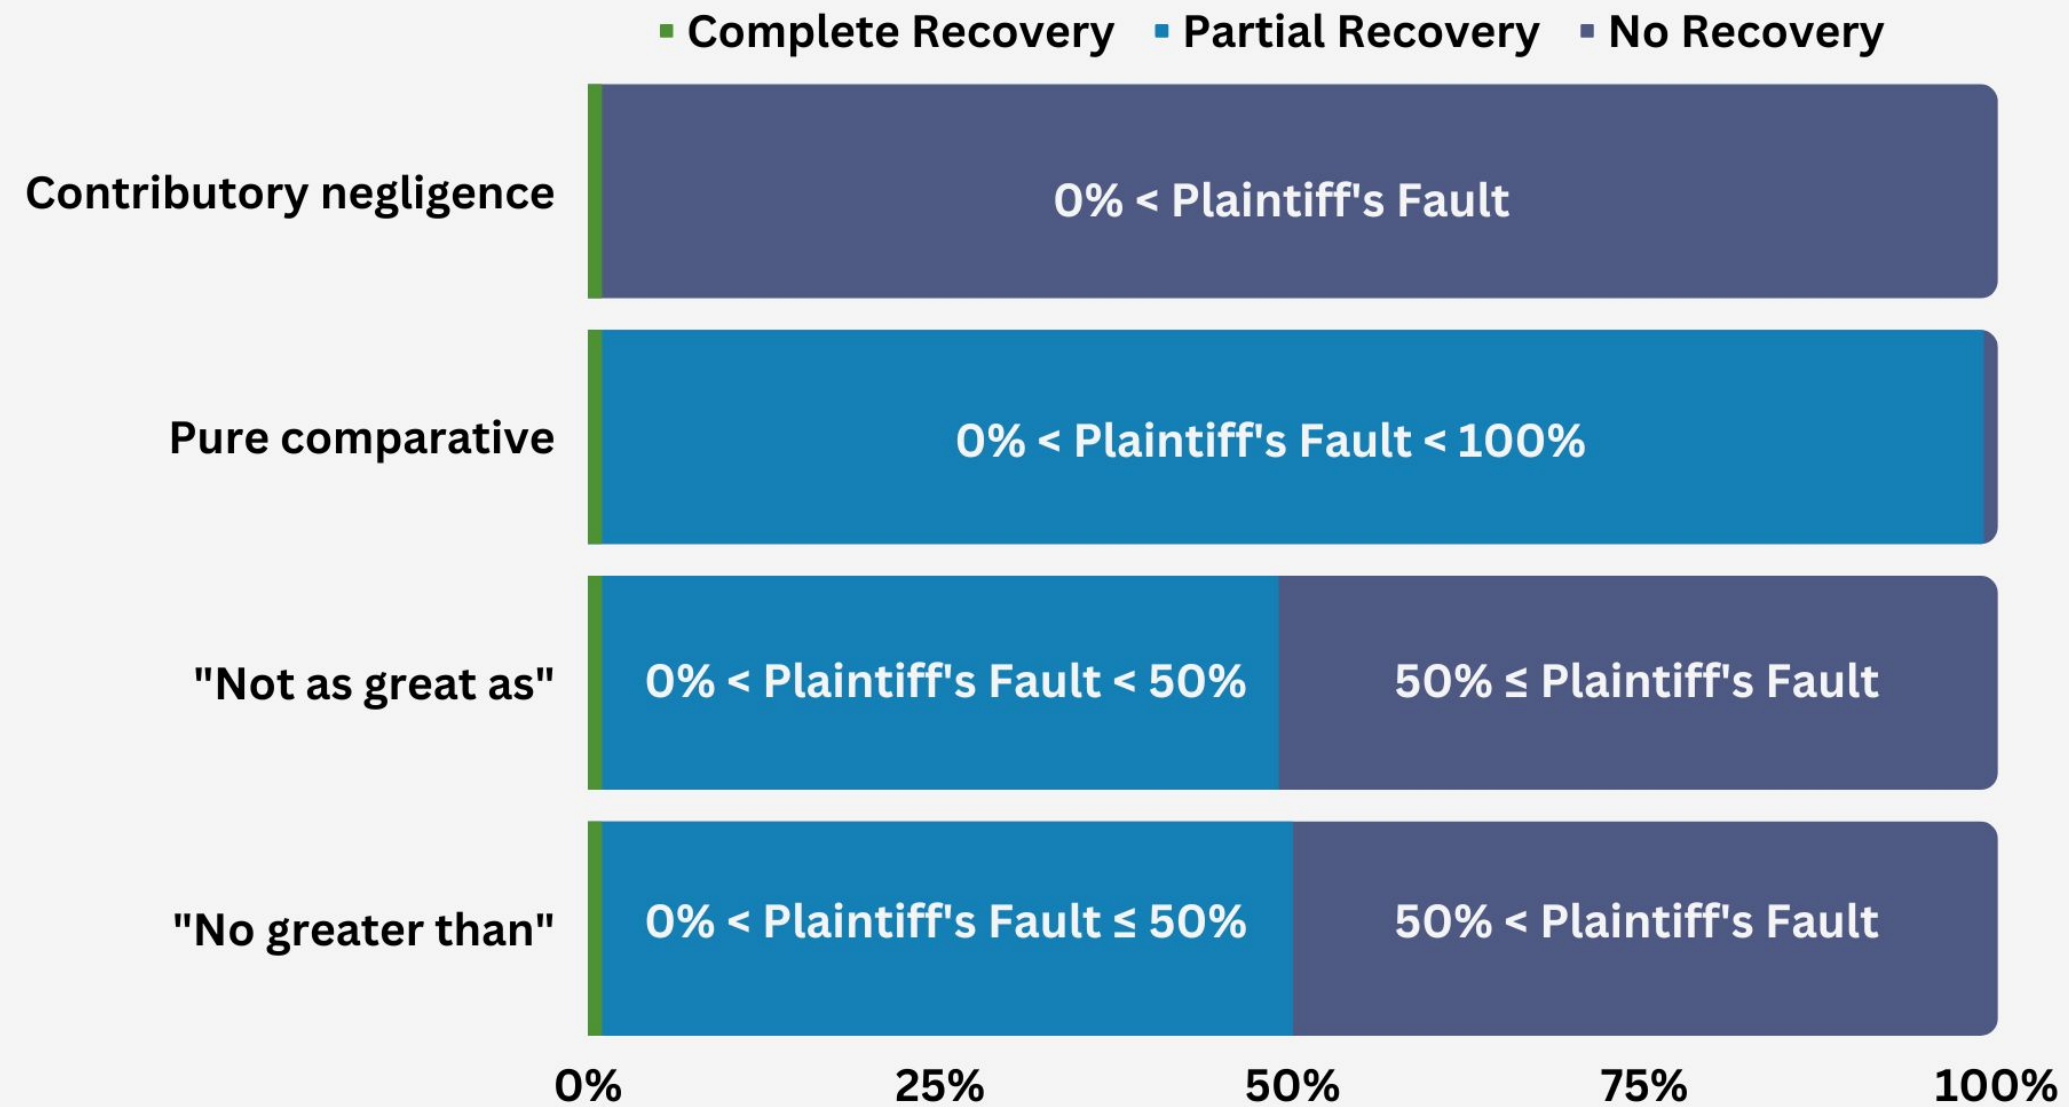 Complete Recovery Partial Recovery No Recovery
Contributory negligence
0% < Plaintiff's Fault
Pure comparative
0% < Plaintiff's Fault < 100%
"Not as great as"
0% < Plaintiff's Fault < 50%
50% ≤ Plaintiff's Fault
"No greater than"
0% < Plaintiff's Fault ≤ 50%
50% < Plaintiff's Fault
0% 25% 50% 75% 100%